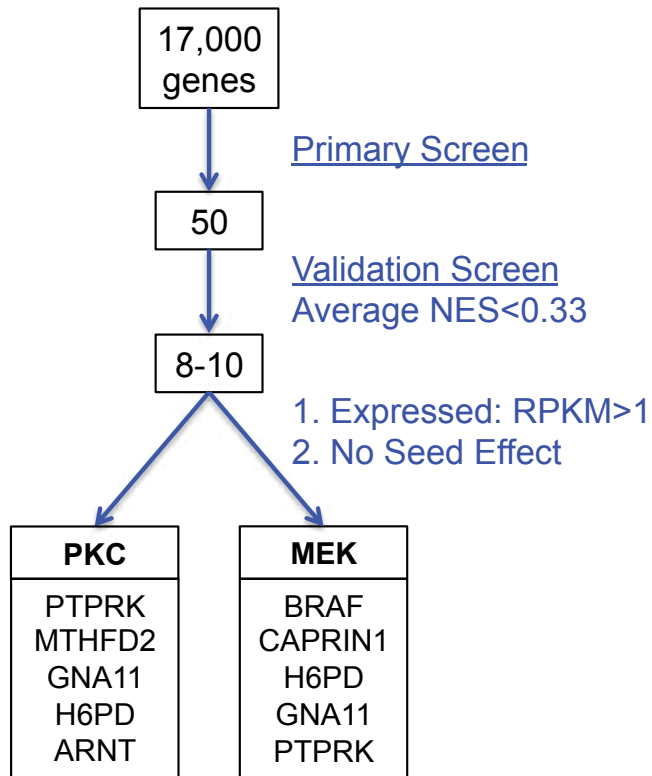 17,000
genes
Primary Screen
50
Validation Screen
Average NES<0.33
8-10
1. Expressed: RPKM>1
2. No Seed Effect
PKC
PTPRK
MTHFD2
GNA11
H6PD
ARNT
MEK
BRAF
CAPRIN1
H6PD
GNA11
PTPRK